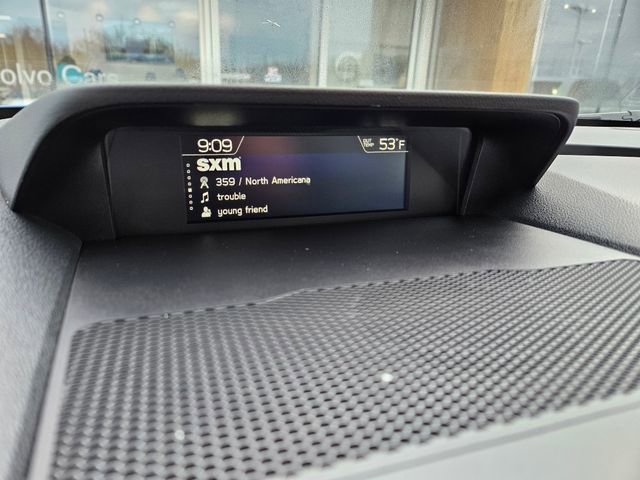 olvo Cars
9:09
OUT TEMP 53°F
sxm
359 / North Americana
trouble
young friend